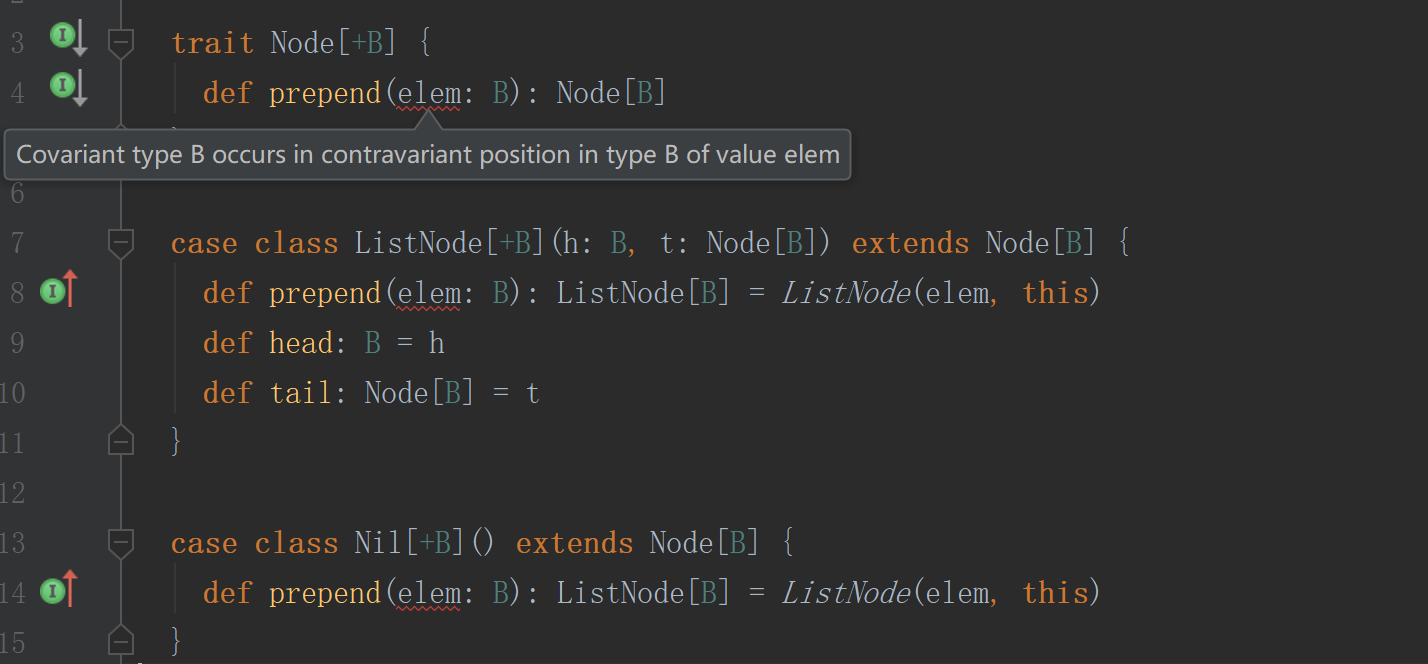 3 trait Node[+B] {
4 def prepend(elem: B): Node[B]
Covariant type B occurs in contravariant position in type B of value elem
6
7 case class ListNode[+B](h: B, t: Node[B]) extends Node[B] {
8 def prepend(elem: B): ListNode[B] = ListNode(elem, this)
9 def head: B = h
10 def tail: Node[B] = t
11 }
12
13 case class Nil[+B]() extends Node[B] {
14 def prepend(elem: B): ListNode[B] = ListNode(elem, this)
15 }